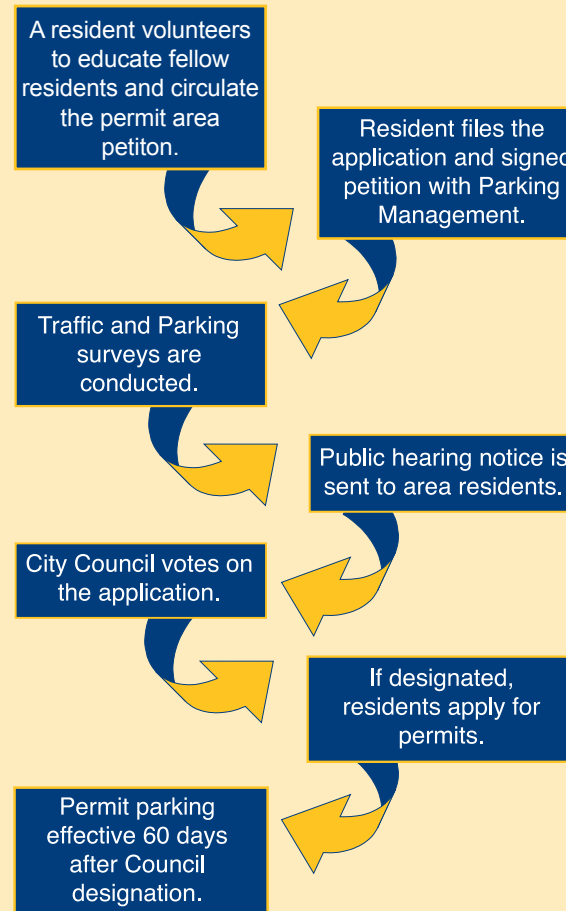 A resident volunteers
to educate fellow
residents and circulate
the permit area
petiton.
Resident files the
application and signed
petition with Parking
Management.
Traffic and Parking
surveys are
conducted.
Public hearing notice is
sent to area residents.
City Council votes on
the application.
If designated,
residents apply for
permits.
Permit parking
effective 60 days
after Council
designation.